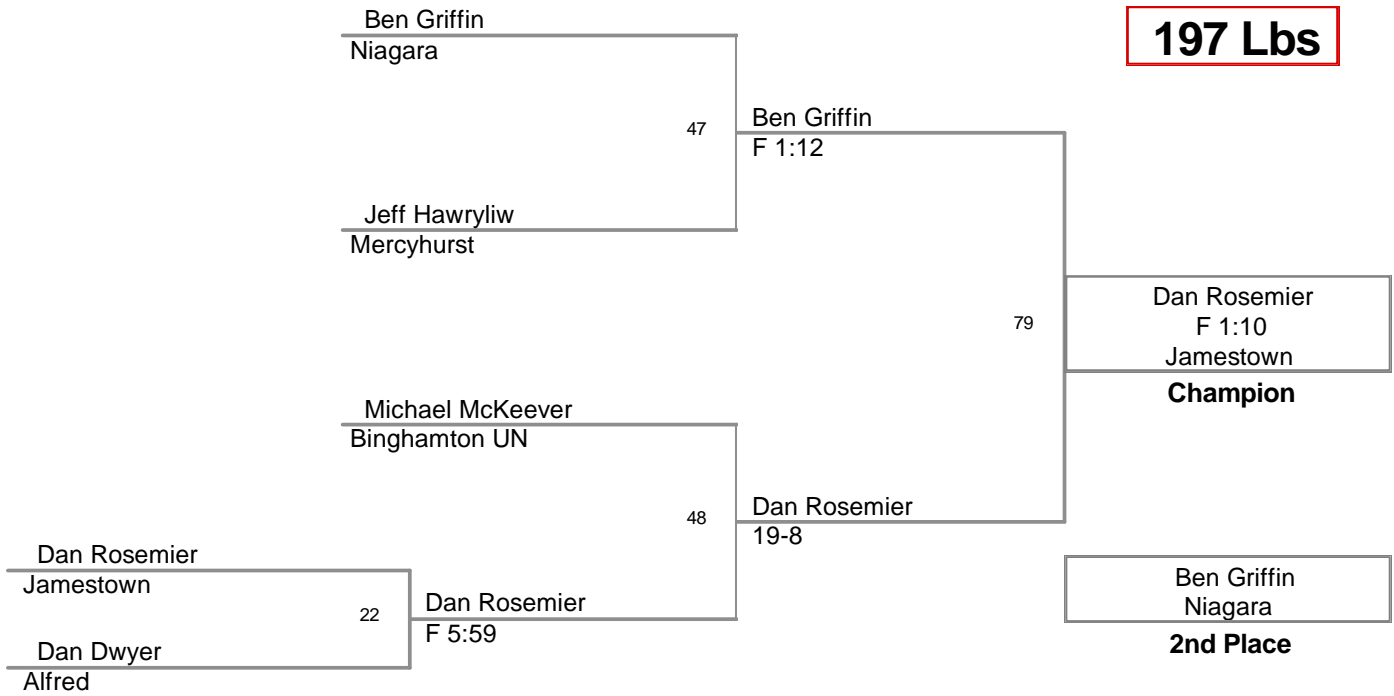 Ben Griffin
Niagara
197 Lbs
47
Ben Griffin
F 1:12
Jeff Hawryliw
Mercyhurst
79
Dan Rosemier
F 1:10
Jamestown
Champion
Michael McKeever
Binghamton UN
48
Dan Rosemier
19-8
Dan Rosemier
Jamestown
22
Dan Rosemier
F 5:59
Dan Dwyer
Alfred
Ben Griffin
Niagara
2nd Place